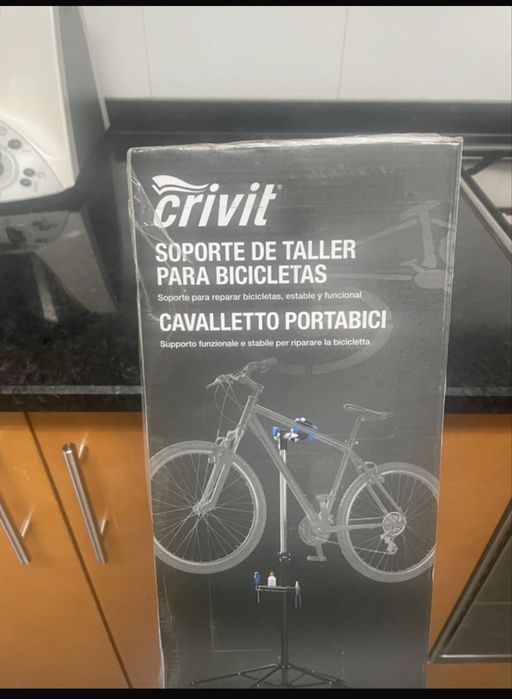 crivit
SOPORTE DE TALLER
PARA BICICLETAS
Soporte para reparar bicicletas, estable y funcional
CAVALLETTO PORTABICI
Supporto funzionale e stabile per riparare la bicicletta